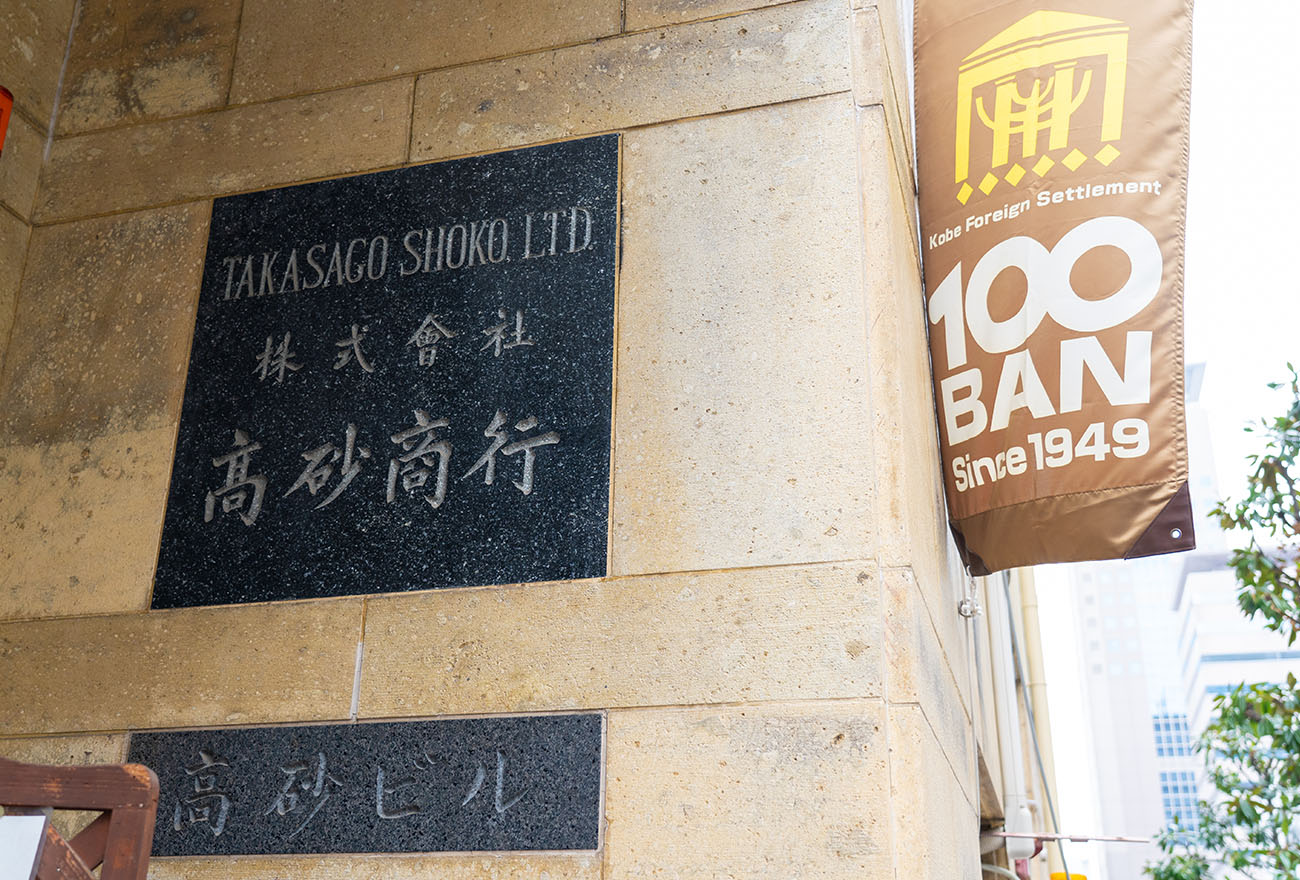 TAKASAGO SHOKO, LTD.
株式會社
高砂商行
高砂ビル
Kobe Foreign Settlement
100
BAN
Since 1949